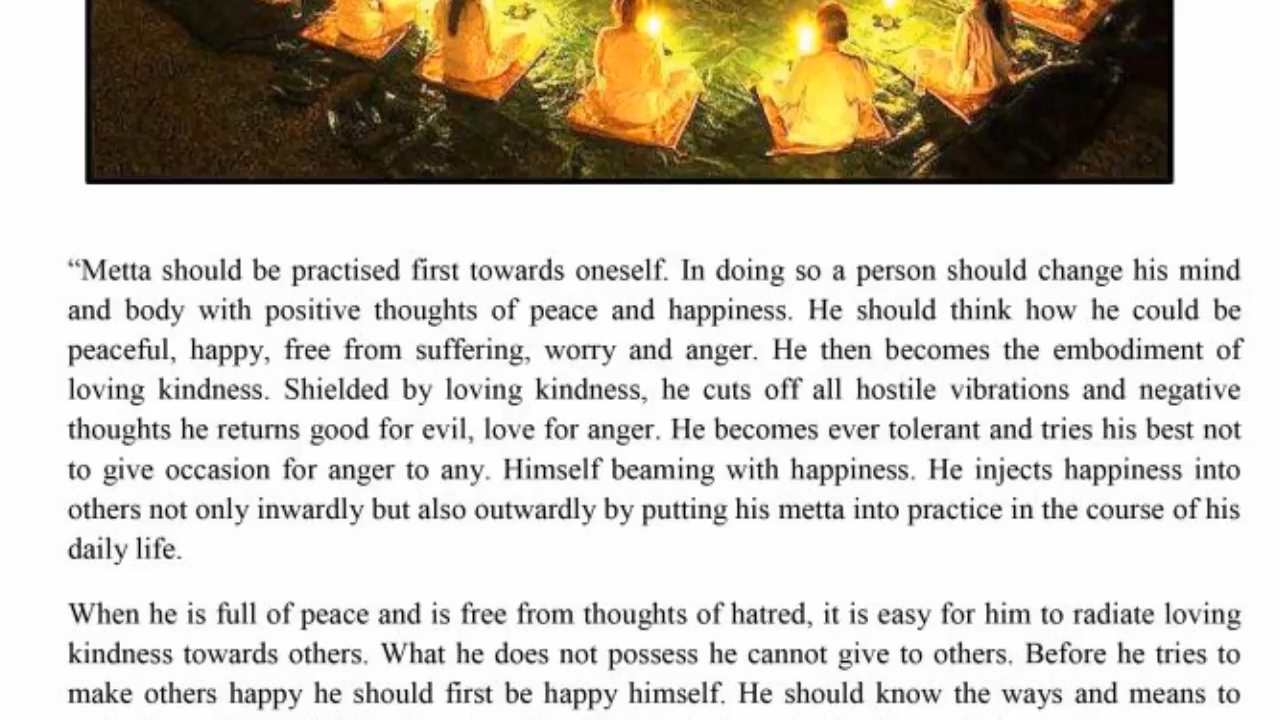 “Metta should be practised first towards oneself. In doing so a person should change his mind
and body with positive thoughts of peace and happiness. He should think how he could be
peaceful, happy, free from suffering, worry and anger. He then becomes the embodiment of
loving kindness. Shielded by loving kindness, he cuts off all hostile vibrations and negative
thoughts he returns good for evil, love for anger. He becomes ever tolerant and tries his best not
to give occasion for anger to any. Himself beaming with happiness. He injects happiness into
others not only inwardly but also outwardly by putting his metta into practice in the course of his
daily life.
When he is full of peace and is free from thoughts of hatred, it is easy for him to radiate loving
kindness towards others. What he does not possess he cannot give to others. Before he tries to
make others happy he should first be happy himself. He should know the ways and means to